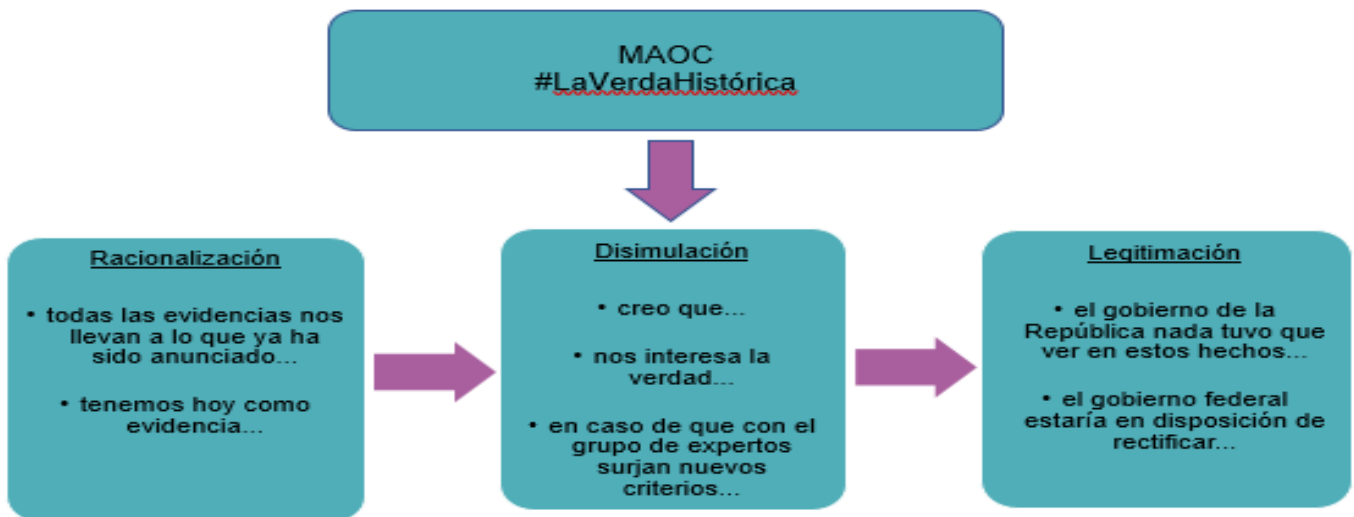 MAOC
#LaVerdaHistórica
Racionalización
• todas las evidencias nos
llevan a lo que ya ha
sido anunciado...
• tenemos hoy como
evidencia...
Disimulación
• creo que...
• nos interesa la
verdad...
• en caso de que con el
grupo de expertos
surjan nuevos
criterios...
Legitimación
• el gobierno de la
República nada tuvo que
ver en estos hechos...
• el gobierno federal
estaría en disposición de
rectificar...